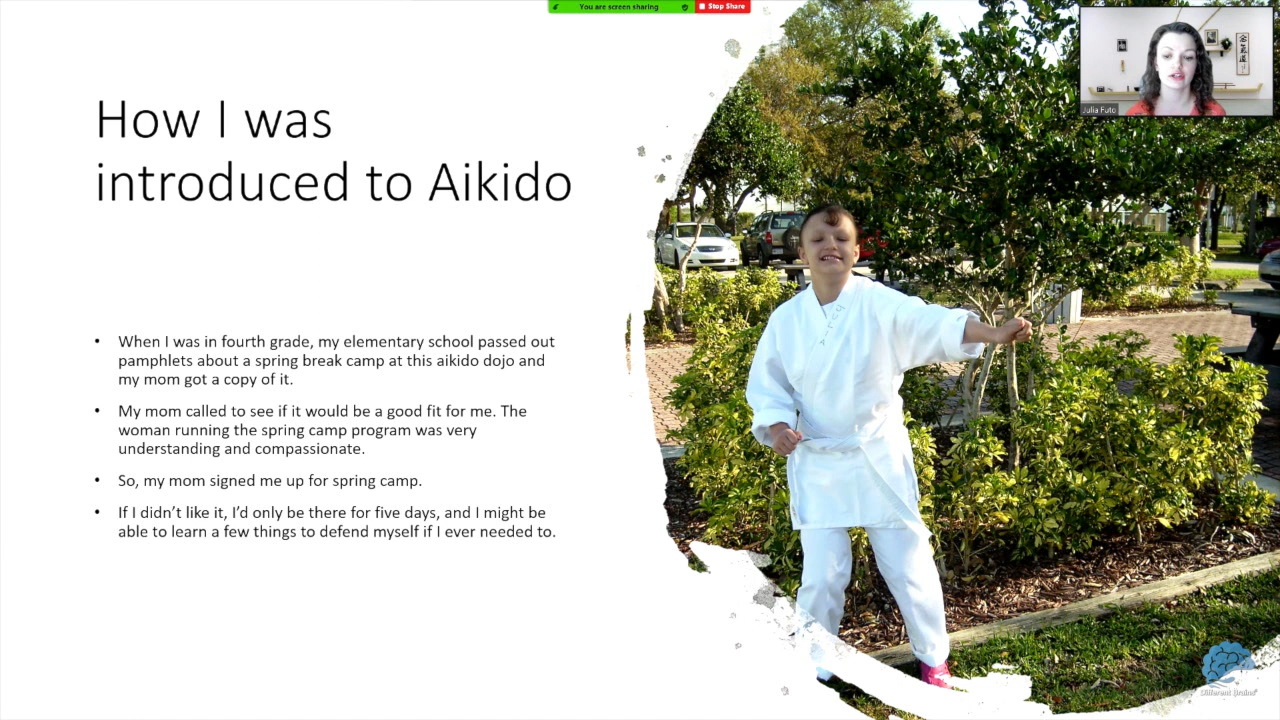 You are screen sharing
Stop Share
Julia Futo
How I was
introduced to Aikido
• When I was in fourth grade, my elementary school passed out
pamphlets about a spring break camp at this aikido dojo and
my mom got a copy of it.
• My mom called to see if it would be a good fit for me. The
woman running the spring camp program was very
understanding and compassionate.
• So, my mom signed me up for spring camp.
• If I didn’t like it, I’d only be there for five days, and I might be
able to learn a few things to defend myself if I ever needed to.
Different Brains